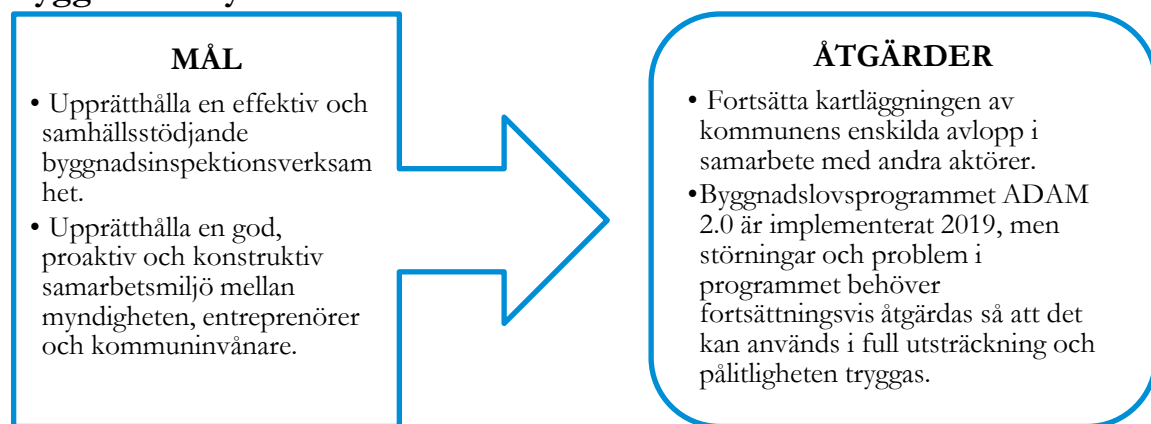 MÅL
• Upprätthålla en effektiv och
samhällsstödjande
byggnadsinspektionsverksam
het.
• Upprätthålla en god,
proaktiv och konstruktiv
samarbetsmiljö mellan
myndigheten, entreprenörer
och kommuninvånare.
ÅTGÄRDER
• Fortsätta kartläggningen av
kommunens enskilda avlopp i
samarbete med andra aktörer.
•Byggnadslovsprogrammet ADAM
2.0 är implementerat 2019, men
störningar och problem i
programmet behöver
fortsättningsvis åtgärdas så att det
kan används i full utsträckning och
pålitligheten tryggas.